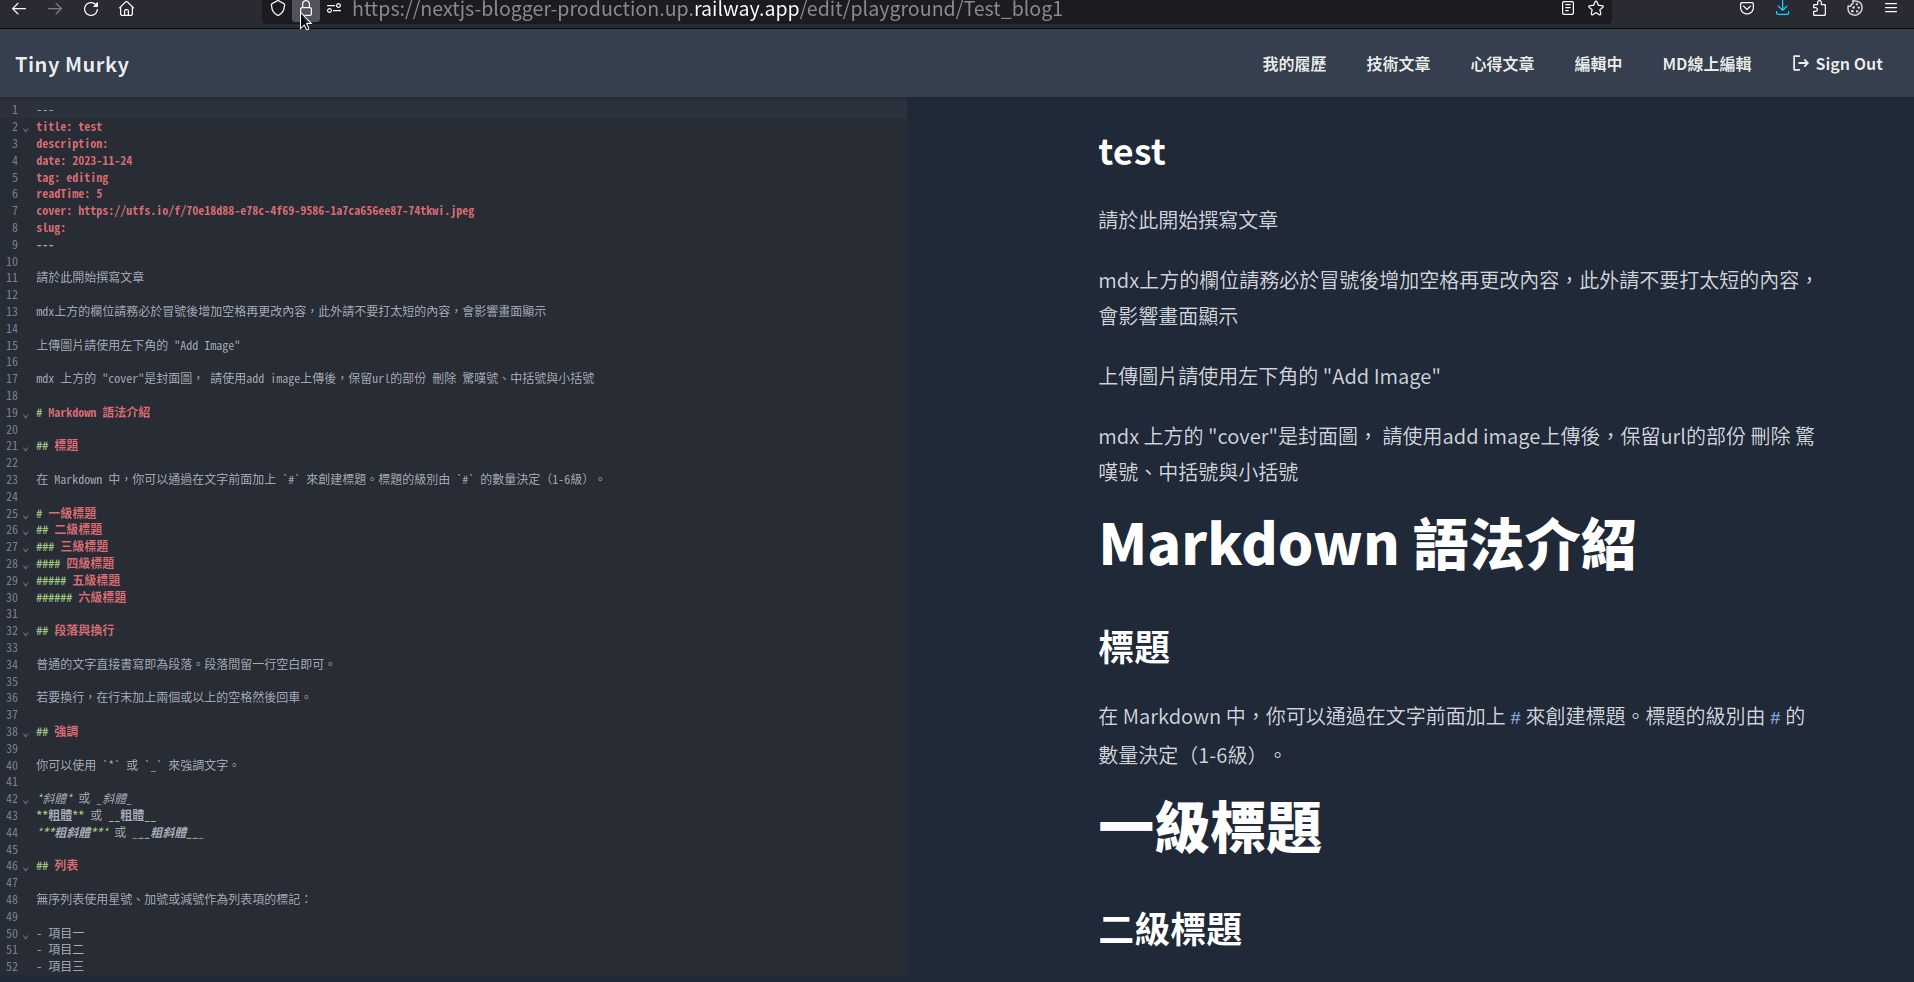 https://nextjs-blogger-production.up.railway.app/edit/playground/Test_blog1
Tiny Murky
我的履歷
技術文章
心得文章
編輯中
MD線上編輯
Sign Out
1 ---
2 title: test
3 description:
4 date: 2023-11-24
5 tag: editing
6 readTime: 5
7 cover: https://utfs.io/f/70e18d88-e78c-4f69-9586-1a7ca656ee87-74tkwi.jpeg
8 slug:
9 ---
10
11 請於此開始撰寫文章
12
13 mdx上方的欄位請務必於冒號後增加空格再更改內容，此外請不要打太短的內容，會影響畫面顯示
14
15 上傳圖片請使用左下角的 "Add Image"
16
17 mdx 上方的 "cover"是封面圖， 請使用add image上傳後，保留url的部份 刪除 驚嘆號、中括號與小括號
18
19 # Markdown 語法介紹
20
21 ## 標題
22
23 在 Markdown 中，你可以通過在文字前面加上 `#` 來創建標題。標題的級別由 `#` 的數量決定（1-6級）。
24
25 # 一級標題
26 ## 二級標題
27 ### 三級標題
28 #### 四級標題
29 ##### 五級標題
30 ###### 六級標題
31
32 ## 段落與換行
33
34 普通的文字直接書寫即為段落。段落間留一行空白即可。
35
36 若要換行，在行末加上兩個或以上的空格然後回車。
37
38 ## 強調
39
40 你可以使用 `*` 或 `_` 來強調文字。
41
42 *斜體* 或 _斜體_
43 **粗體** 或 __粗體__
44 ***粗斜體*** 或 ___粗斜體___
45
46 ## 列表
47
48 無序列表使用星號、加號或減號作為列表項的標記：
49
50 - 項目一
51 - 項目二
52 - 項目三
test
請於此開始撰寫文章
mdx上方的欄位請務必於冒號後增加空格再更改內容，此外請不要打太短的內容，
會影響畫面顯示
上傳圖片請使用左下角的 "Add Image"
mdx 上方的 "cover"是封面圖， 請使用add image上傳後，保留url的部份 刪除 驚
嘆號、中括號與小括號
Markdown 語法介紹
標題
在 Markdown 中，你可以通過在文字前面加上 # 來創建標題。標題的級別由 # 的
數量決定（1-6級）。
一級標題
二級標題